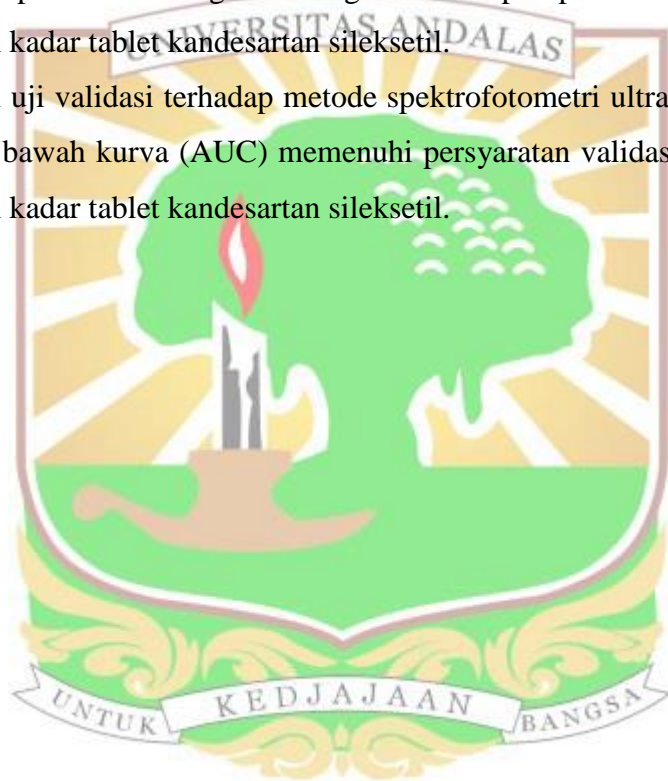 UNIVERSITAS ANDALAS
kadar tablet kandesartan sileksetil.
uji validasi terhadap metode spektrofotometri ultra
bawah kurva (AUC) memenuhi persyaratan validas
kadar tablet kandesartan sileksetil.
UNTUK KEDJAJAAN BANGSA